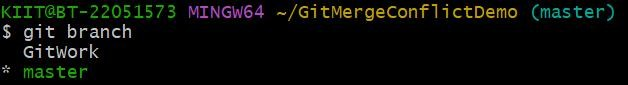 KIIT@BT-22051573 MINGW64 ~/GitMergeConflictDemo (master)
$ git branch
  GitWork
* master